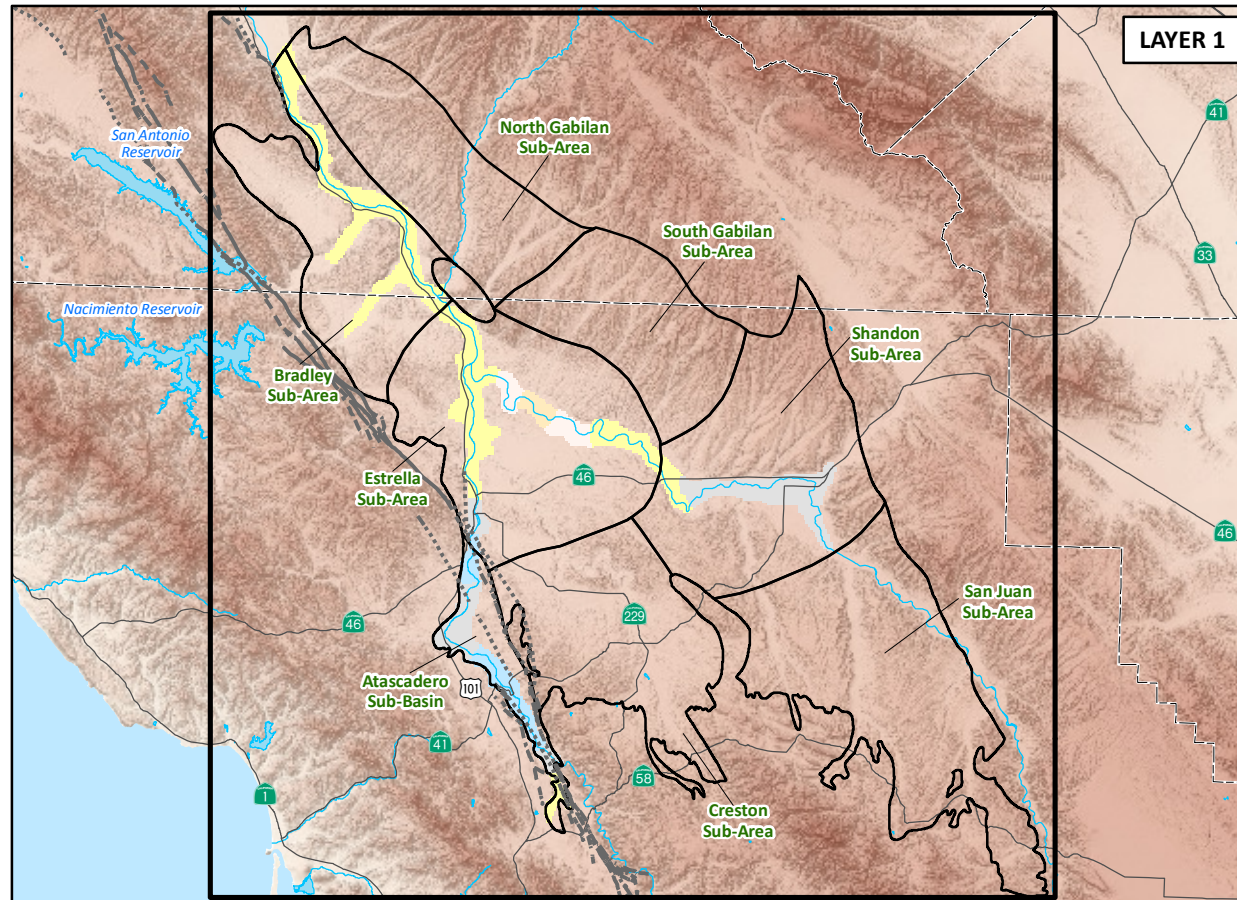 LAYER 1
41
San Antonio
Reservoir
North Gabilan
Sub-Area
South Gabilan
Sub-Area
33
Nacimiento Reservoir
Shandon
Sub-Area
Bradley
Sub-Area
Estrella
Sub-Area
46
46
San Juan
Sub-Area
46
229
Atascadero
Sub-Basin
101
41
58
1
Creston
Sub-Area